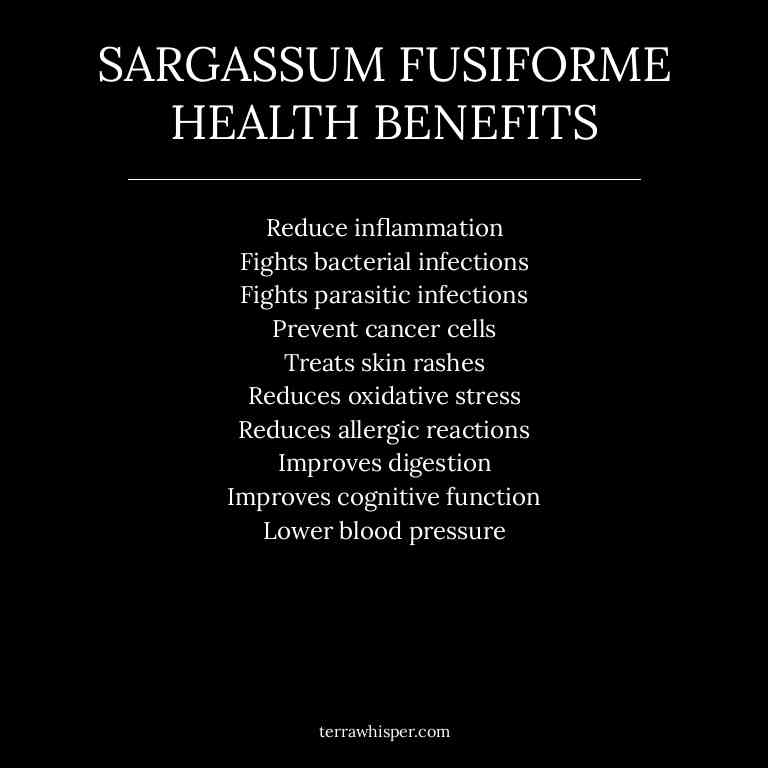 SARGASSUM FUSIFORME
HEALTH BENEFITS
Reduce inflammation
Fights bacterial infections
Fights parasitic infections
Prevent cancer cells
Treats skin rashes
Reduces oxidative stress
Reduces allergic reactions
Improves digestion
Improves cognitive function
Lower blood pressure
terrawhisper.com